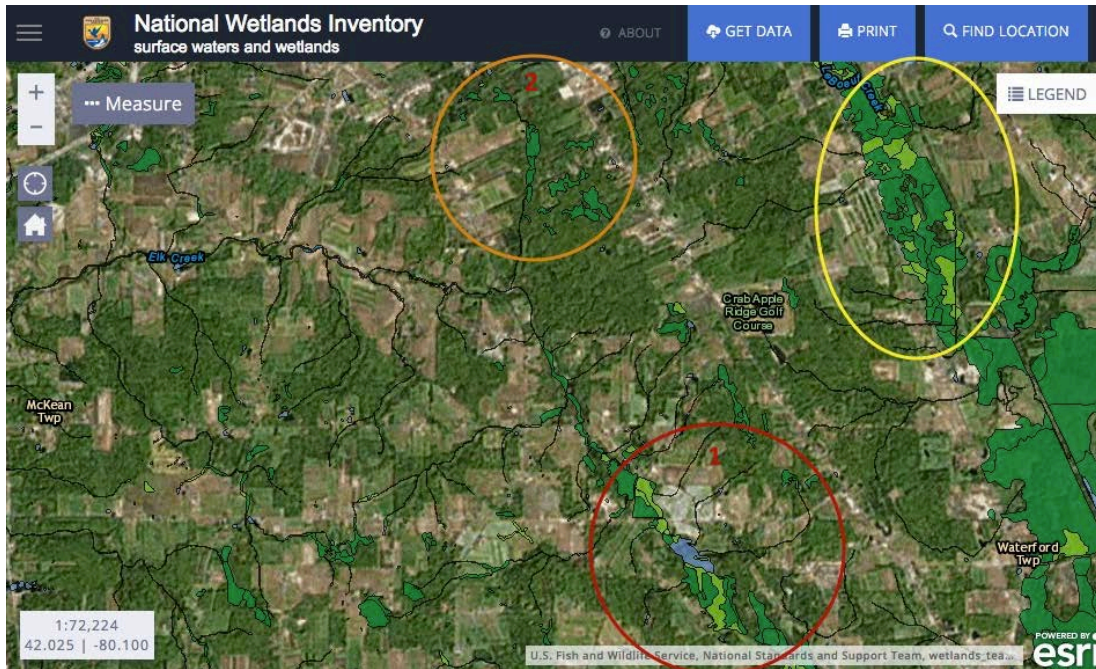 National Wetlands Inventory
surface waters and wetlands
ABOUT
GET DATA
PRINT
FIND LOCATION
+
−
Measure
LEGEND
2
LeBoeuf Creek
Elk Creek
Crab Apple
Ridge Golf
Course
McKean
Twp
1
Waterford
Twp
1:72,224
42.025 | -80.100
U.S. Fish and Wildlife Service, National Standards and Support Team, wetlands_tea...
POWERED BY
esri